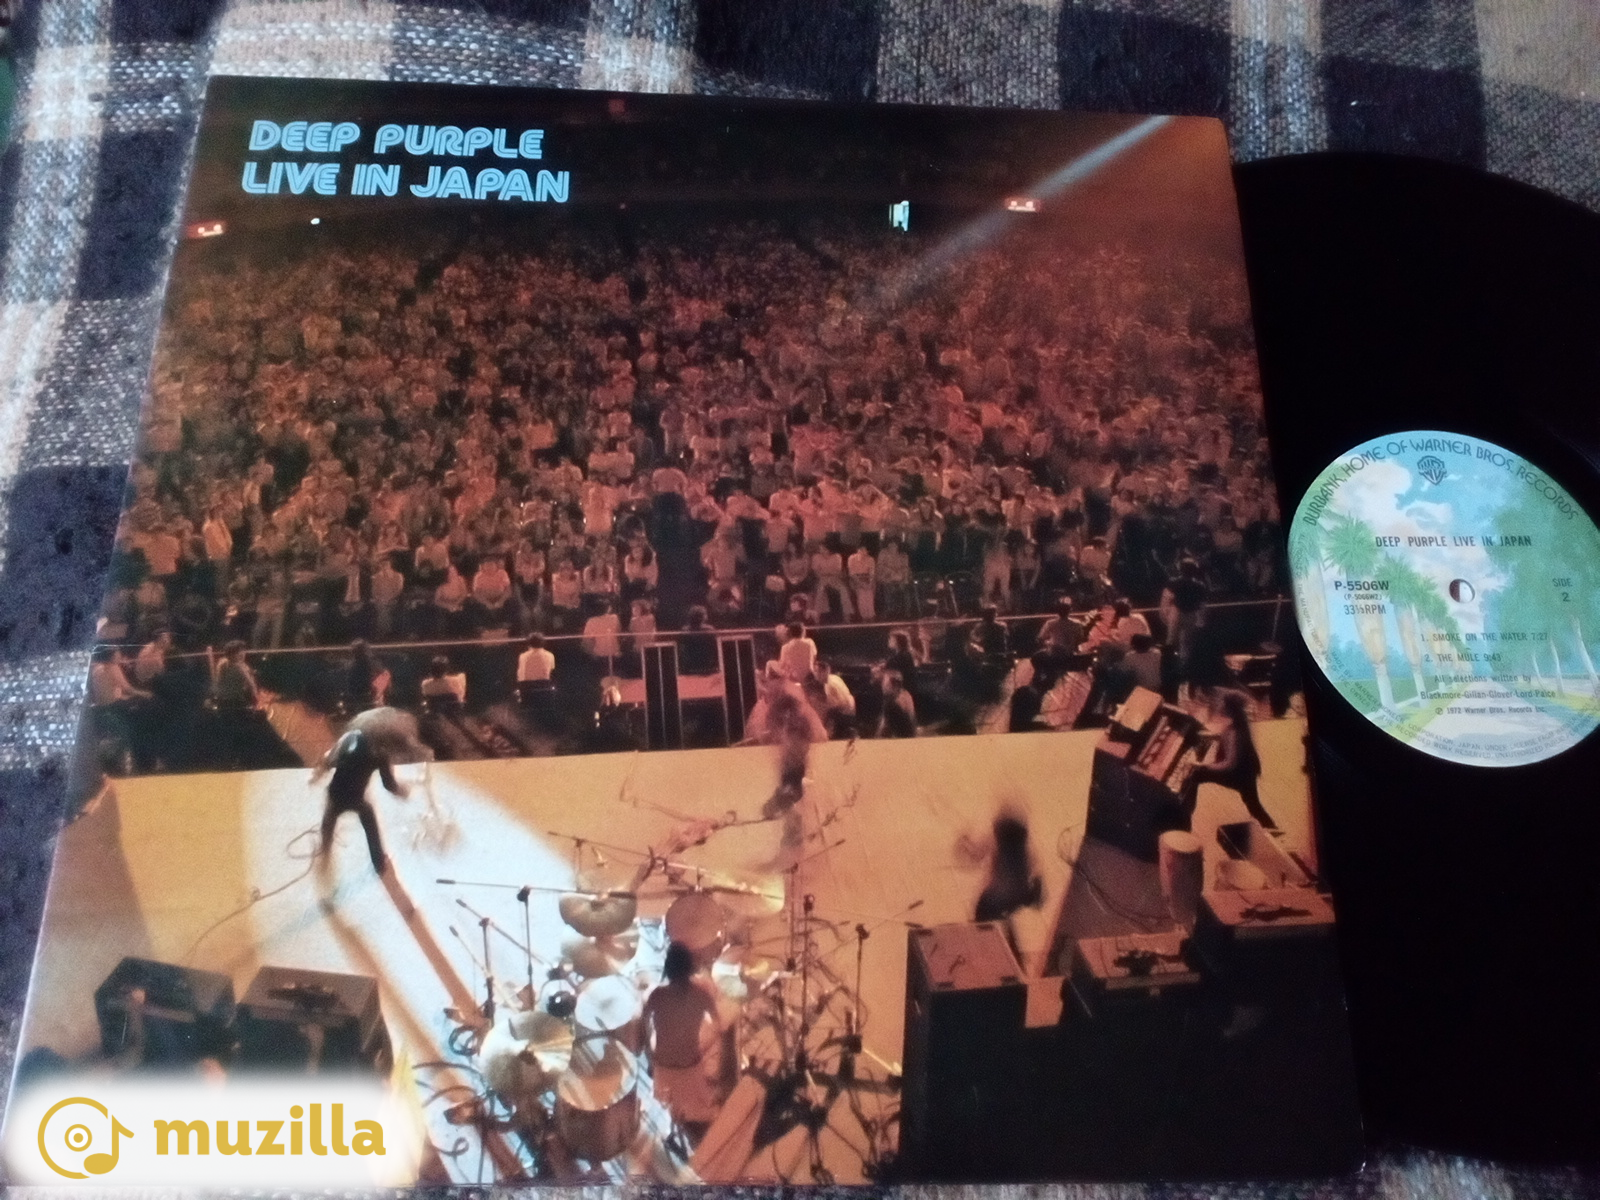 DEEP PURPLE
LIVE IN JAPAN
BURBANK, HOME OF WARNER BROS. RECORDS
DEEP PURPLE LIVE IN JAPAN
P-5506W
(P-5066W2)
33⅓RPM
SIDE
2
1. SMOKE ON THE WATER 7:27
2. THE MULE 9:43
All selections written by
Blackmore-Gillan-Glover-Lord-Paice
℗ 1972 Warner Bros. Records Inc.
muzilla